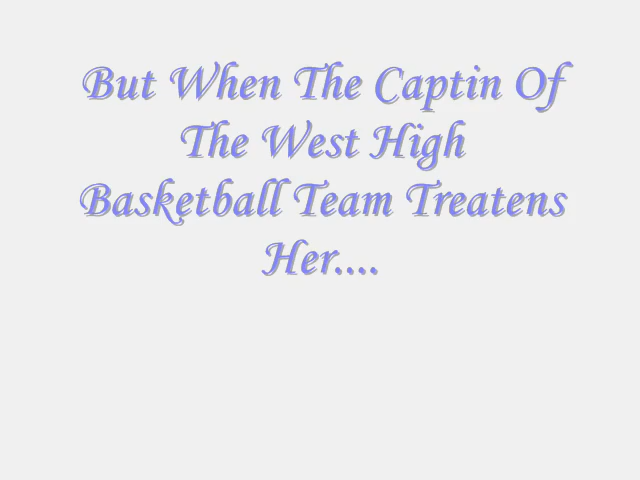 But When The Captin Of
The West High
Basketball Team Treatens
Her....